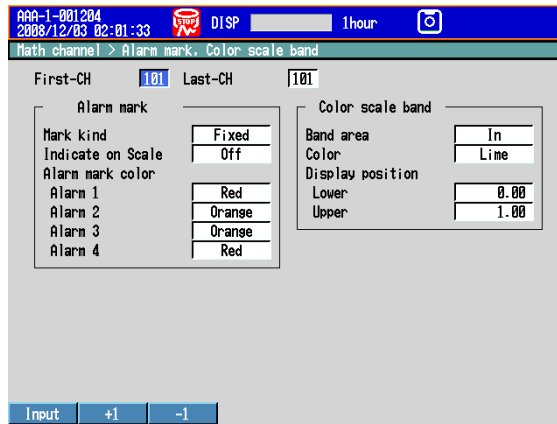 AAA-1-001204
2008/12/03 02:01:33
STOP
DISP 1hour
Math channel > Alarm mark, Color scale band
First-CH 101 Last-CH 101
Alarm mark
Mark kind Fixed
Indicate on Scale Off
Alarm mark color
Alarm 1 Red
Alarm 2 Orange
Alarm 3 Orange
Alarm 4 Red
Color scale band
Band area In
Color Lime
Display position
Lower 0.00
Upper 1.00
Input +1 -1